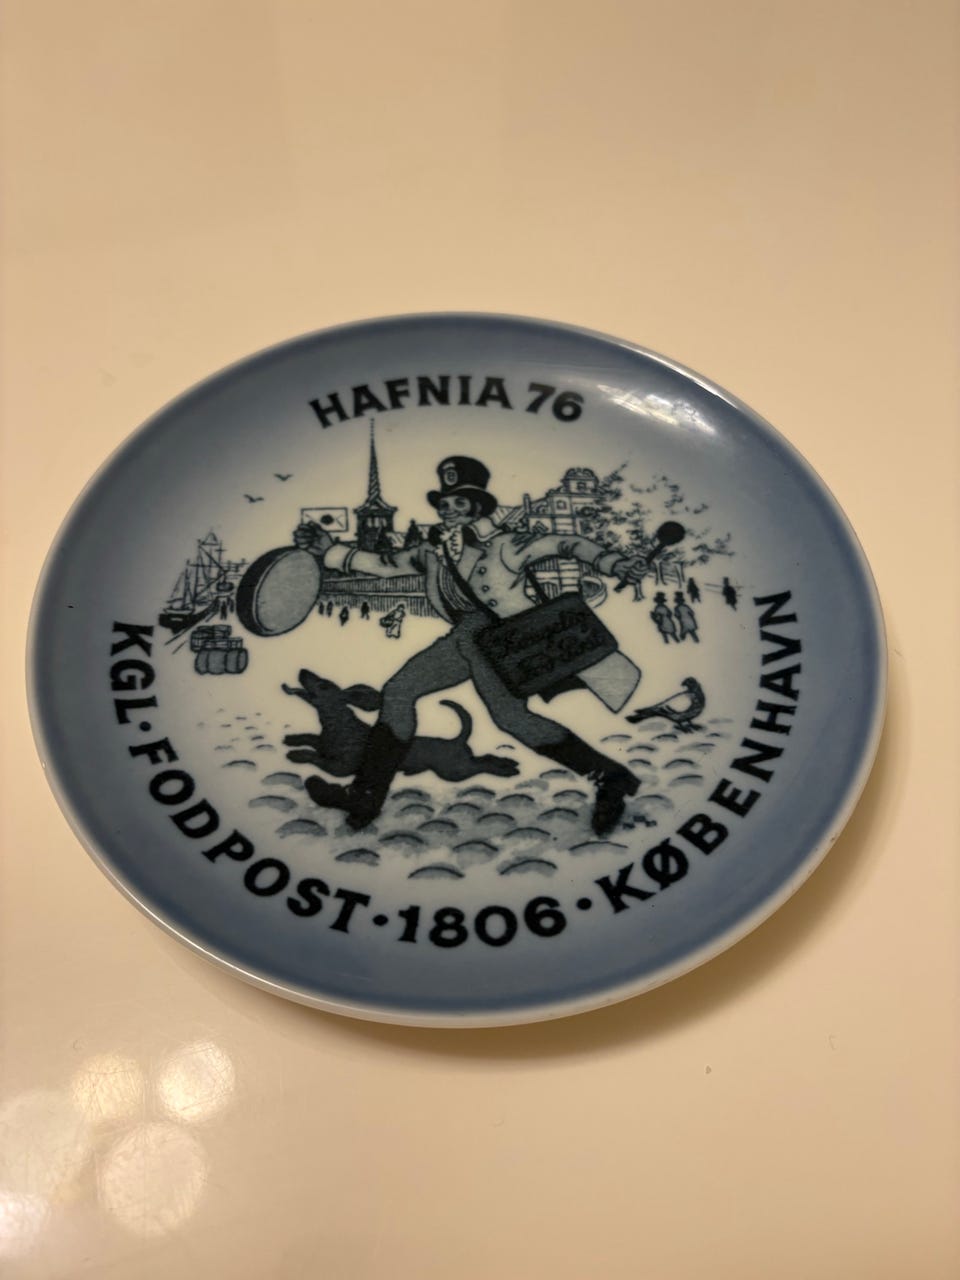 HAFNIA 76
KGL · FODPOST · 1806 · KØBENHAVN